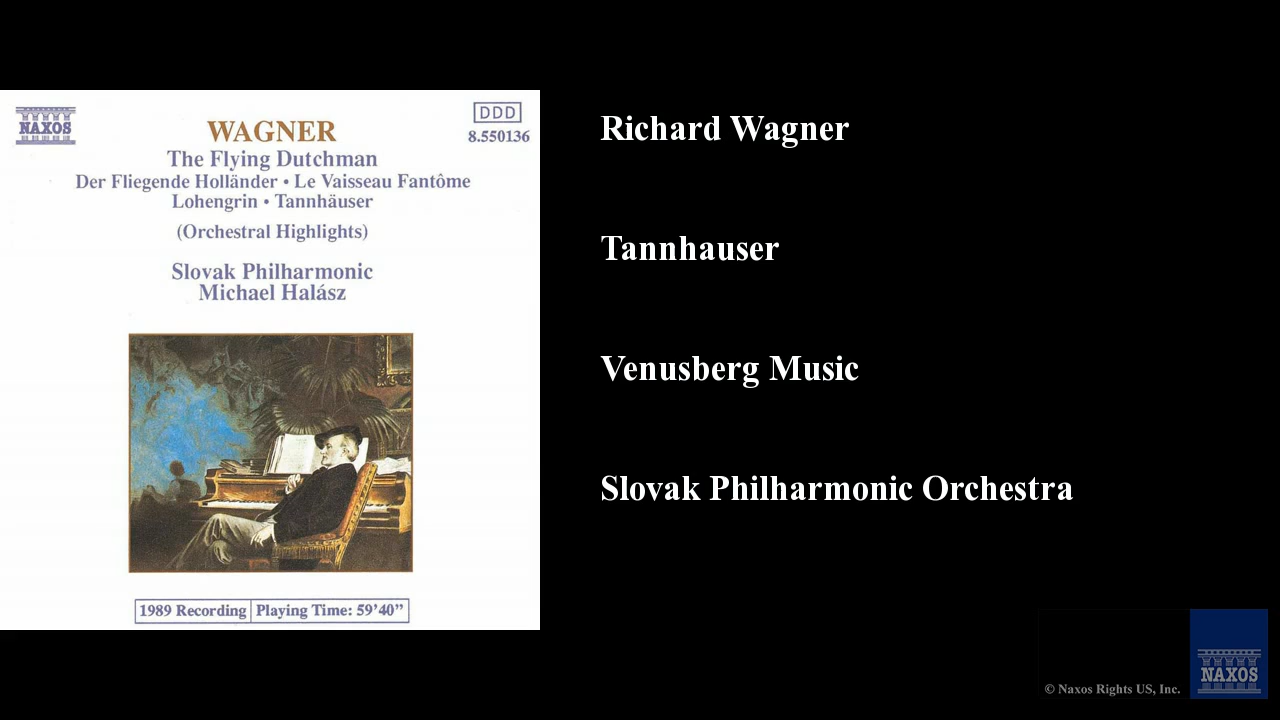 NAXOS
DDD
8.550136
WAGNER
The Flying Dutchman
Der Fliegende Holländer • Le Vaisseau Fantôme
Lohengrin • Tannhäuser
(Orchestral Highlights)
Slovak Philharmonic
Michael Halász
1989 Recording Playing Time: 59'40”
Richard Wagner
Tannhauser
Venusberg Music
Slovak Philharmonic Orchestra
© Naxos Rights US, Inc.
NAXOS